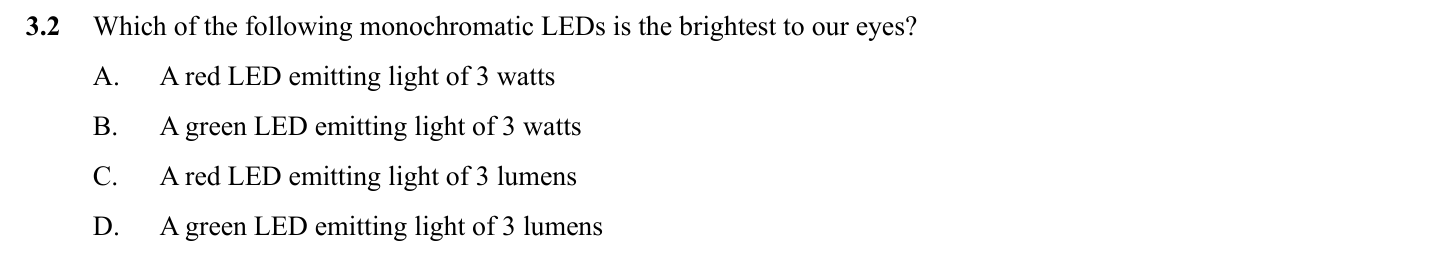 3.2 Which of the following monochromatic LEDs is the brightest to our eyes?
A. A red LED emitting light of 3 watts
B. A green LED emitting light of 3 watts
C. A red LED emitting light of 3 lumens
D. A green LED emitting light of 3 lumens